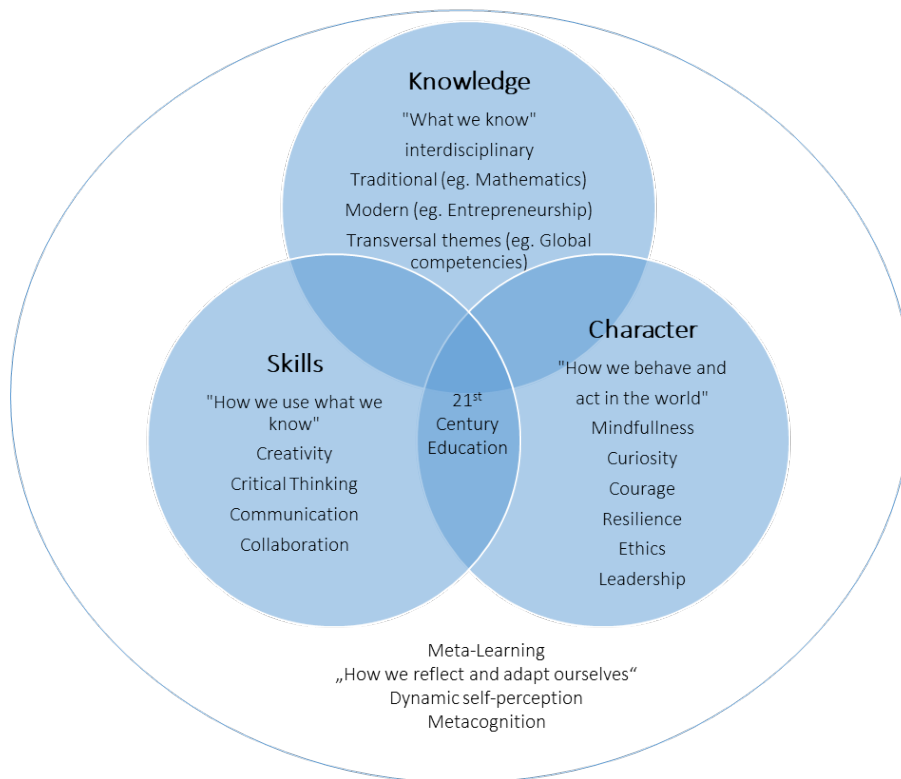 Knowledge
"What we know"
interdisciplinary
Traditional (eg. Mathematics)
Modern (eg. Entrepreneurship)
Transversal themes (eg. Global
competencies)
Skills
"How we use what we
know"
Creativity
Critical Thinking
Communication
Collaboration
21st
Century
Education
Character
"How we behave and
act in the world"
Mindfullness
Curiosity
Courage
Resilience
Ethics
Leadership
Meta-Learning
„How we reflect and adapt ourselves“
Dynamic self-perception
Metacognition